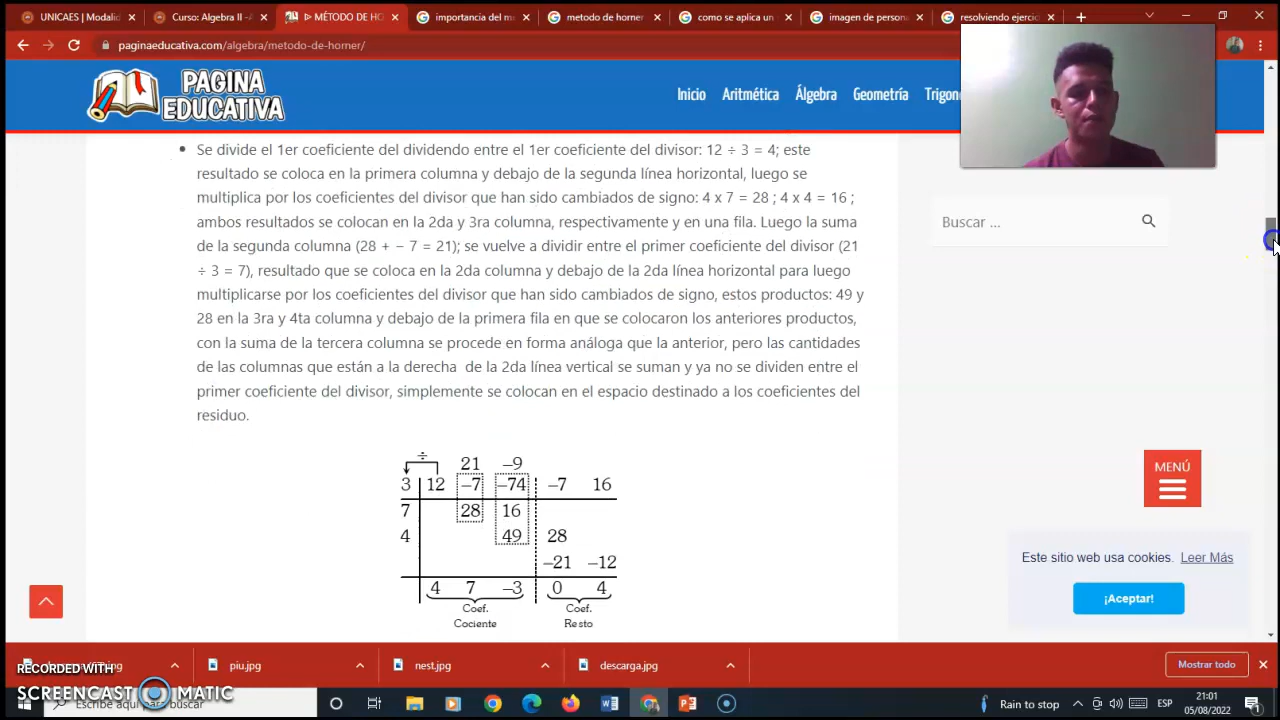 UNICAES | Modalid
Curso: Algebra II -A
▷ MÉTODO DE HO
importancia del m
metodo de horner
como se aplica un
imagen de persona
resolviendo ejercic
paginaeducativa.com/algebra/metodo-de-horner/
PAGINA
EDUCATIVA
Inicio Aritmética Álgebra Geometría Trigono
Se divide el 1er coeficiente del dividendo entre el 1er coeficiente del divisor: 12 ÷ 3 = 4; este
resultado se coloca en la primera columna y debajo de la segunda línea horizontal, luego se
multiplica por los coeficientes del divisor que han sido cambiados de signo: 4 x 7 = 28 ; 4 x 4 = 16 ;
ambos resultados se colocan en la 2da y 3ra columna, respectivamente y en una fila. Luego la suma
de la segunda columna (28 + − 7 = 21); se vuelve a dividir entre el primer coeficiente del divisor (21
÷ 3 = 7), resultado que se coloca en la 2da columna y debajo de la 2da línea horizontal para luego
multiplicarse por los coeficientes del divisor que han sido cambiados de signo, estos productos: 49 y
28 en la 3ra y 4ta columna y debajo de la primera fila en que se colocaron los anteriores productos,
con la suma de la tercera columna se procede en forma análoga que la anterior, pero las cantidades
de las columnas que están a la derecha de la 2da línea vertical se suman y ya no se dividen entre el
primer coeficiente del divisor, simplemente se colocan en el espacio destinado a los coeficientes del
residuo.
Buscar ...
MENÚ
÷ 21 −9
3 12 −7 −74 −7 16
7 28 16
4 49 28
−21 −12
4 7 −3 0 4
Coef. Coef.
Cociente Resto
Este sitio web usa cookies. Leer Más
¡Aceptar!
piu.jpg
nest.jpg
descarga.jpg
Mostrar todo
RECORDED WITH
SCREENCAST MATIC
Escribe aquí para buscar
Rain to stop
ESP
21:01
05/08/2022